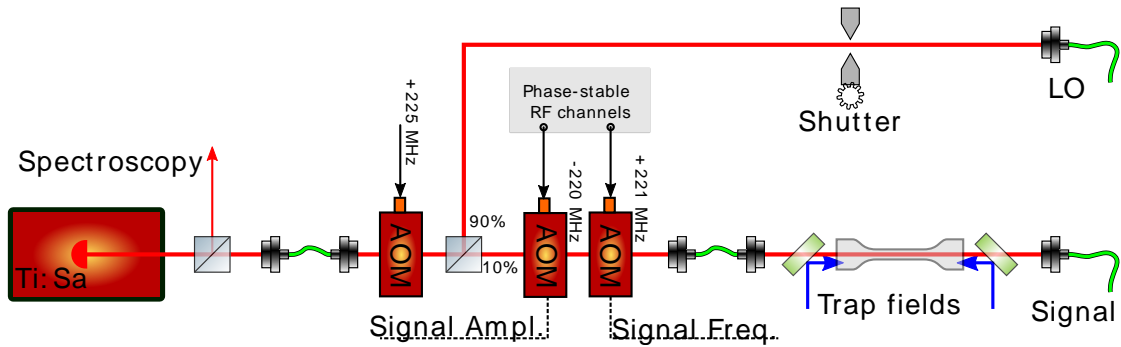 Phase-stable
RF channels
+225 MHz
-220 MHz
+221 MHz
LO
Shutter
Spectroscopy
90%
10%
AOM
AOM
AOM
Ti: Sa
Trap fields
Signal
Signal Ampl.
Signal Freq.